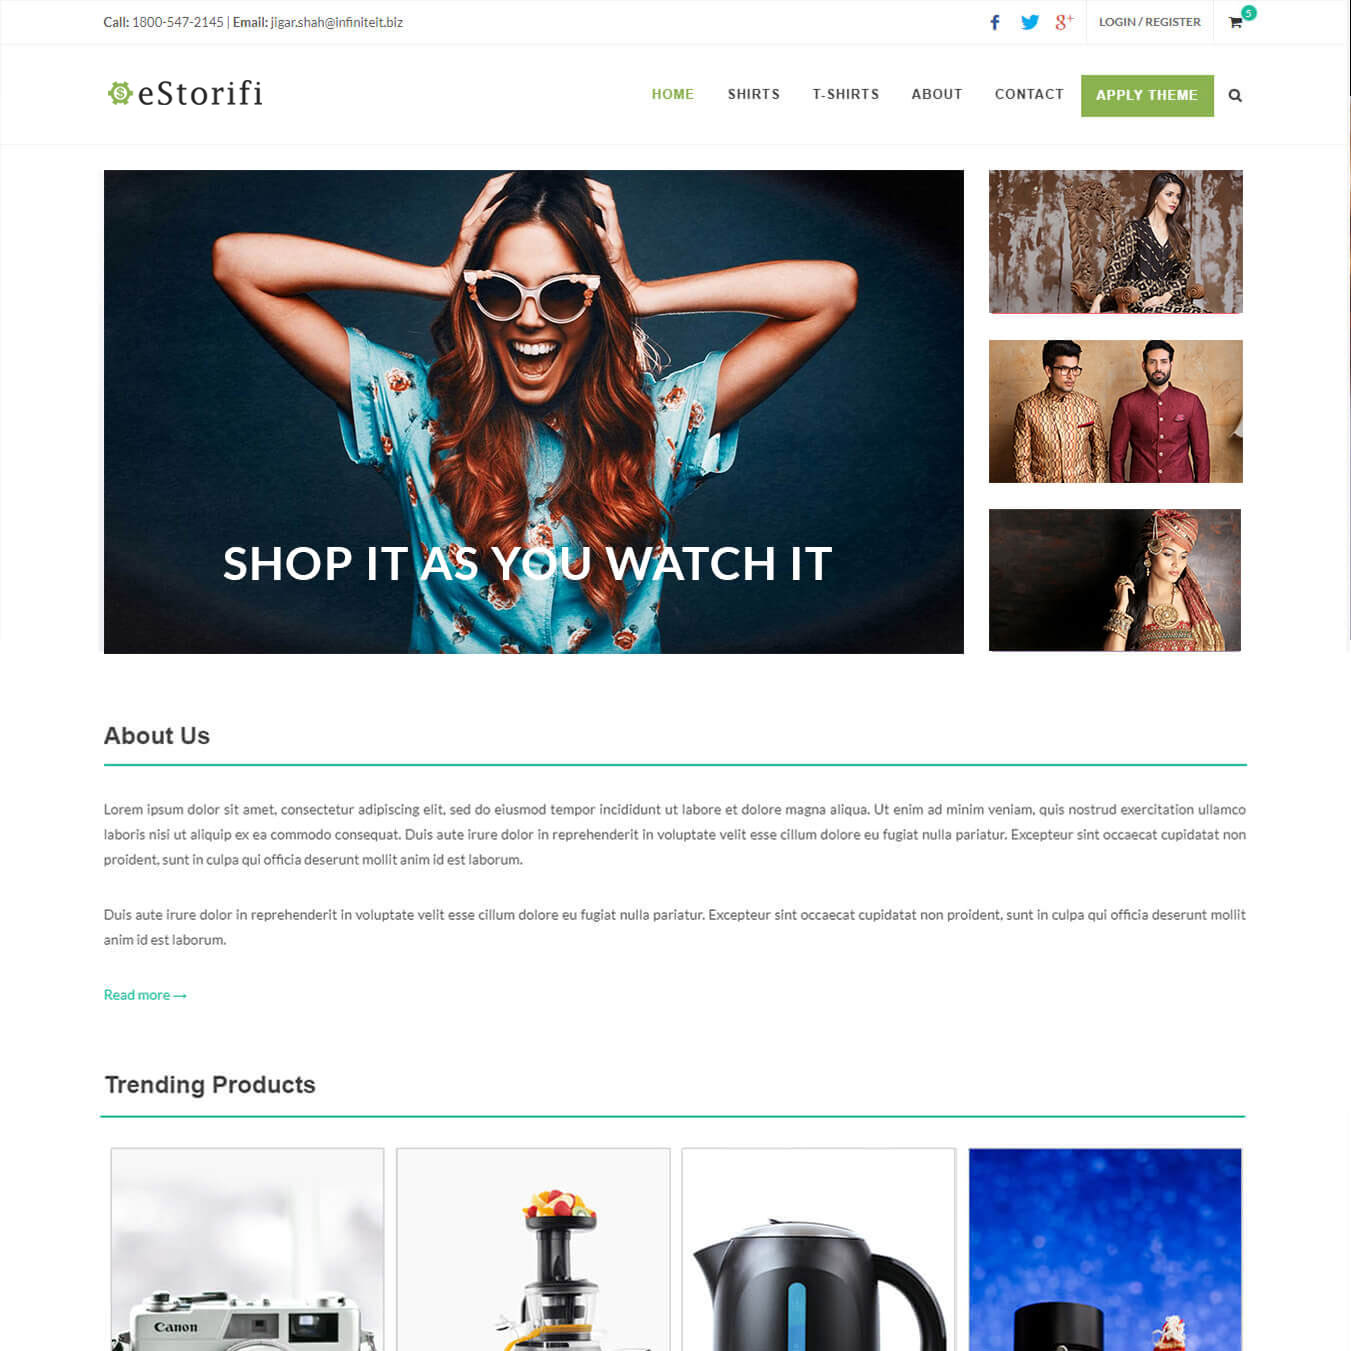 Call: 1800-547-2145 | Email: jigar.shah@infiniteit.biz
f
8+
LOGIN / REGISTER
5
eStorifi
HOME
SHIRTS
T-SHIRTS
ABOUT
CONTACT
APPLY THEME
SHOP IT AS YOU WATCH IT
About Us
Lorem ipsum dolor sit amet, consectetur adipiscing elit, sed do eiusmod tempor incididunt ut labore et dolore magna aliqua. Ut enim ad minim veniam, quis nostrud exercitation ullamco
laboris nisi ut aliquip ex ea commodo consequat. Duis aute irure dolor in reprehenderit in voluptate velit esse cillum dolore eu fugiat nulla pariatur. Excepteur sint occaecat cupidatat non
proident, sunt in culpa qui officia deserunt mollit anim id est laborum.
Duis aute irure dolor in reprehenderit in voluptate velit esse cillum dolore eu fugiat nulla pariatur. Excepteur sint occaecat cupidatat non proident, sunt in culpa qui officia deserunt mollit
anim id est laborum.
Read more →
Trending Products
Canon